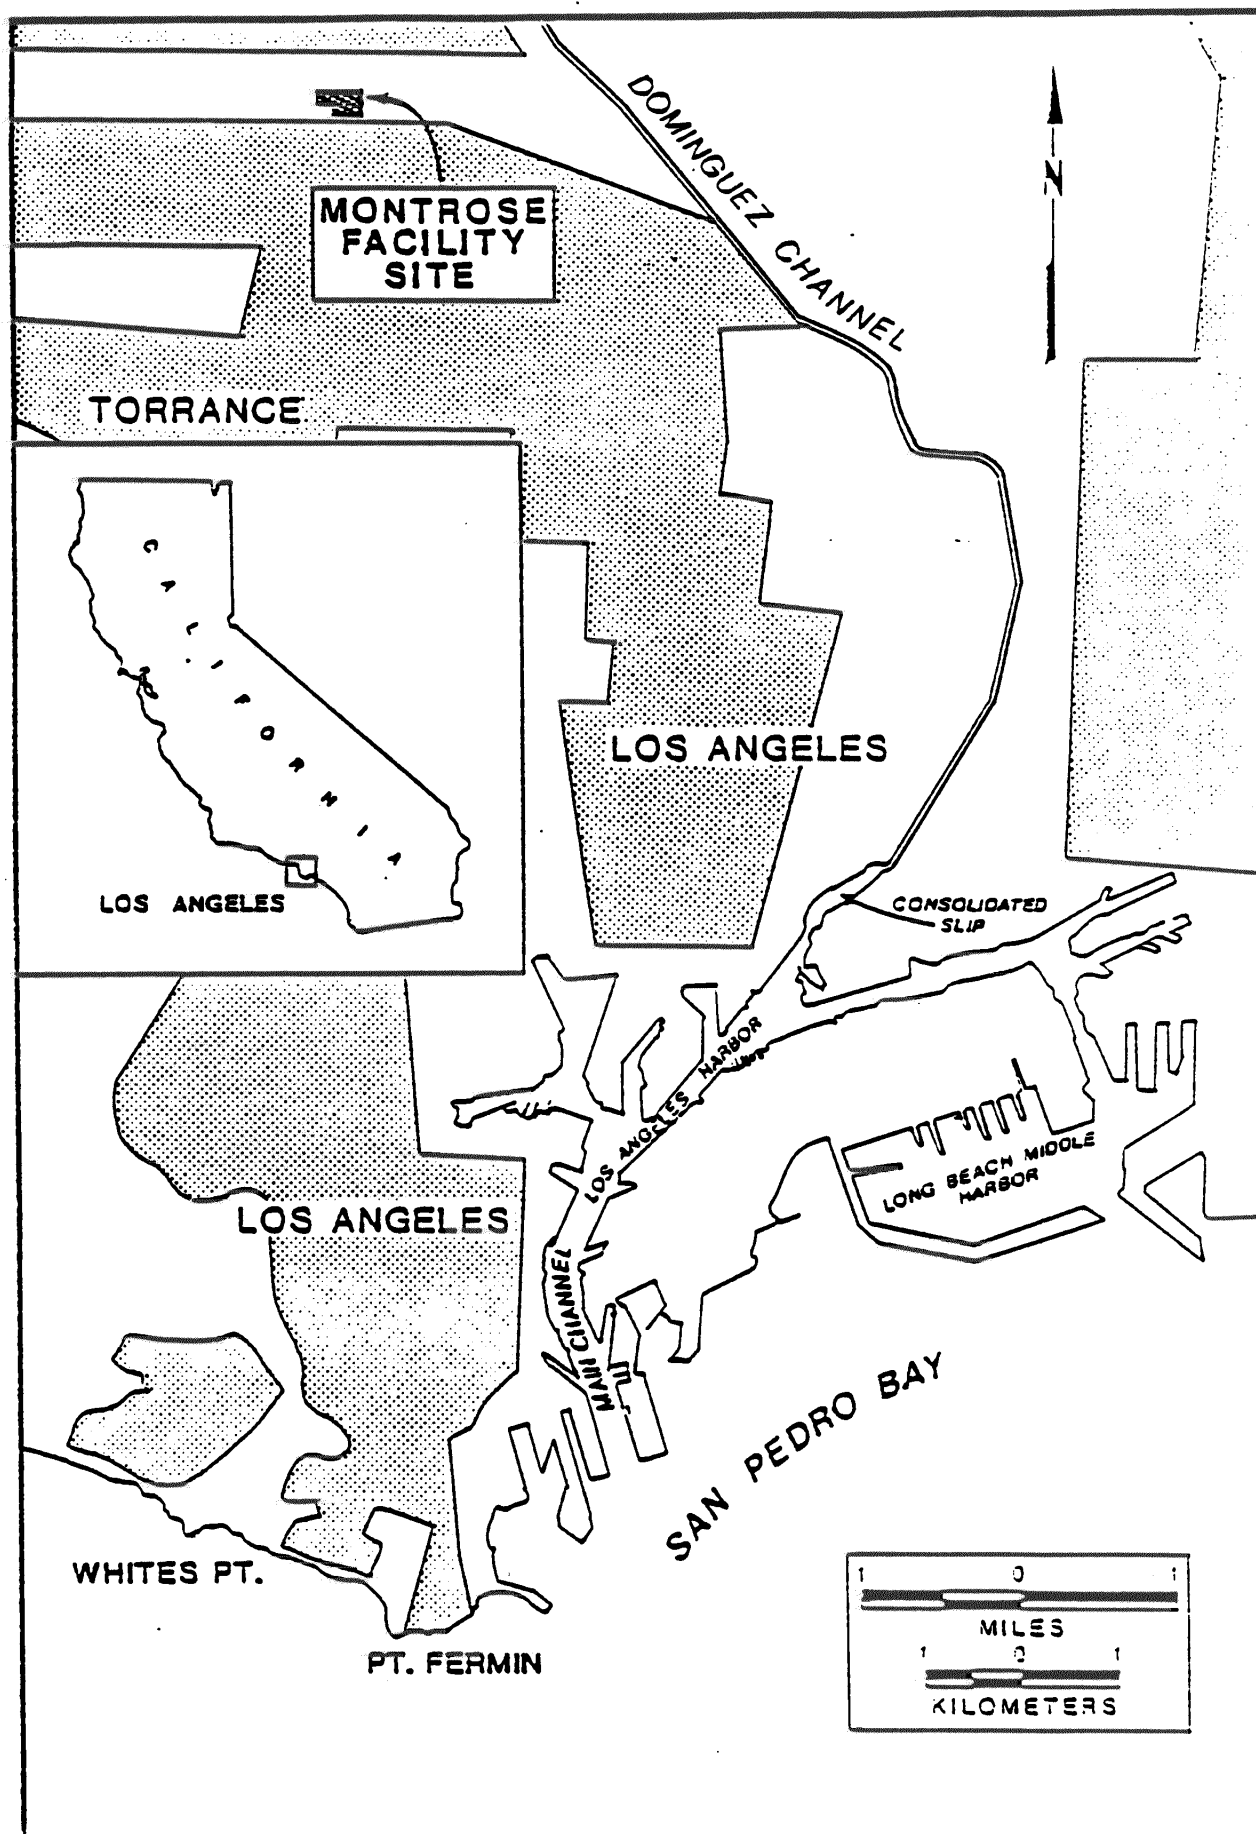 DOMINGUEZ CHANNEL
N
MONTROSE
FACILITY
SITE
TORRANCE
CALIFORNIA
LOS ANGELES
LOS ANGELES
CONSOLIDATED
SLIP
LOS ANGELES HARBOR
LONG BEACH MIDDLE
HARBOR
LOS ANGELES
MAIN CHANNEL
SAN PEDRO BAY
WHITES PT.
PT. FERMIN
1 0 1
MILES
1 0 1
KILOMETERS